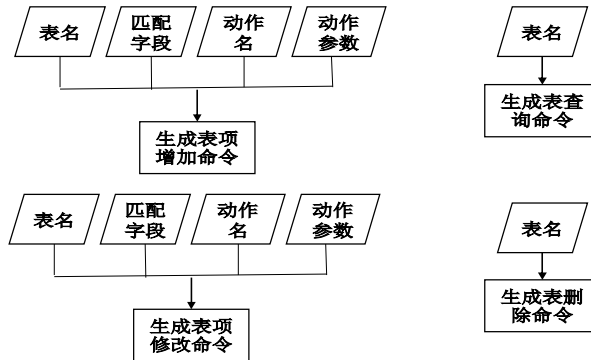 表名
匹配
字段
动作
名
动作
参数
生成表项
增加命令
表名
生成表查
询命令
表名
匹配
字段
动作
名
动作
参数
生成表项
修改命令
表名
生成表删
除命令